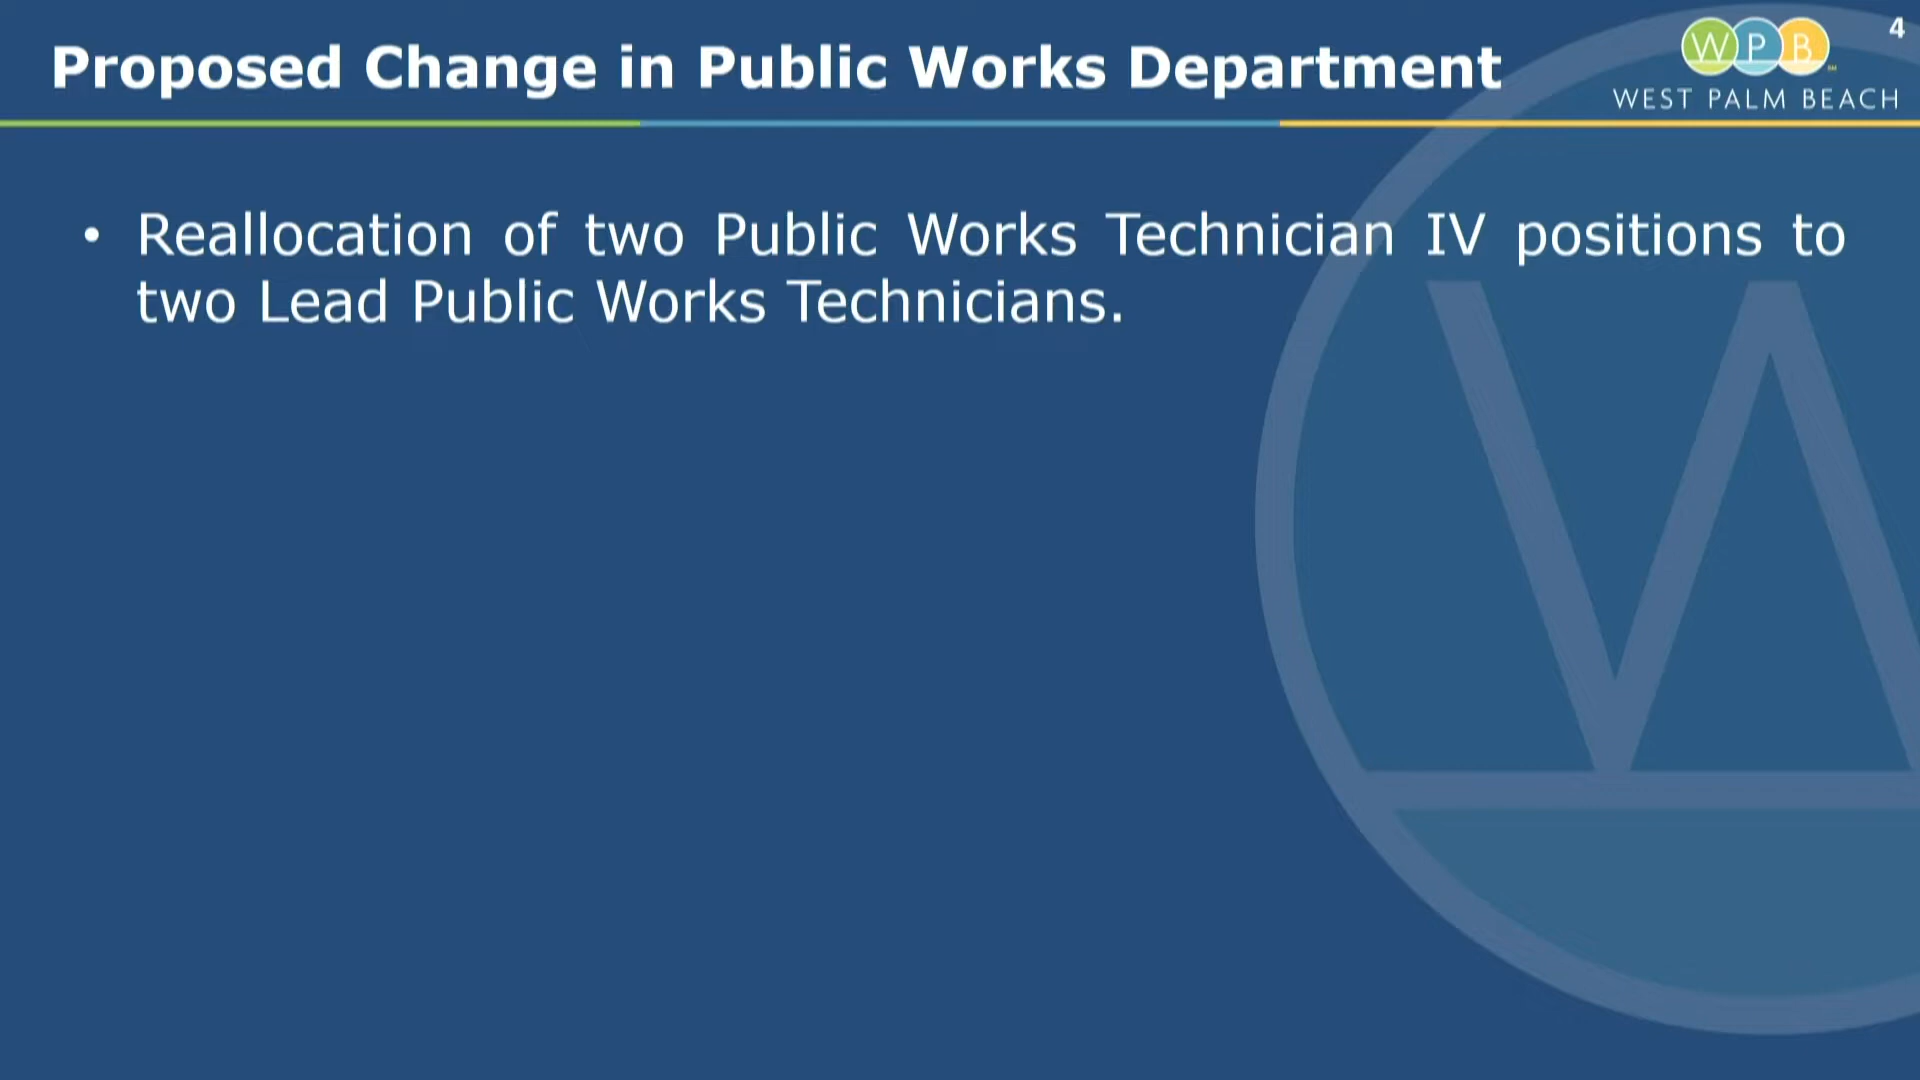 4
Proposed Change in Public Works Department
WPB
WEST PALM BEACH
• Reallocation of two Public Works Technician IV positions to
two Lead Public Works Technicians.
W